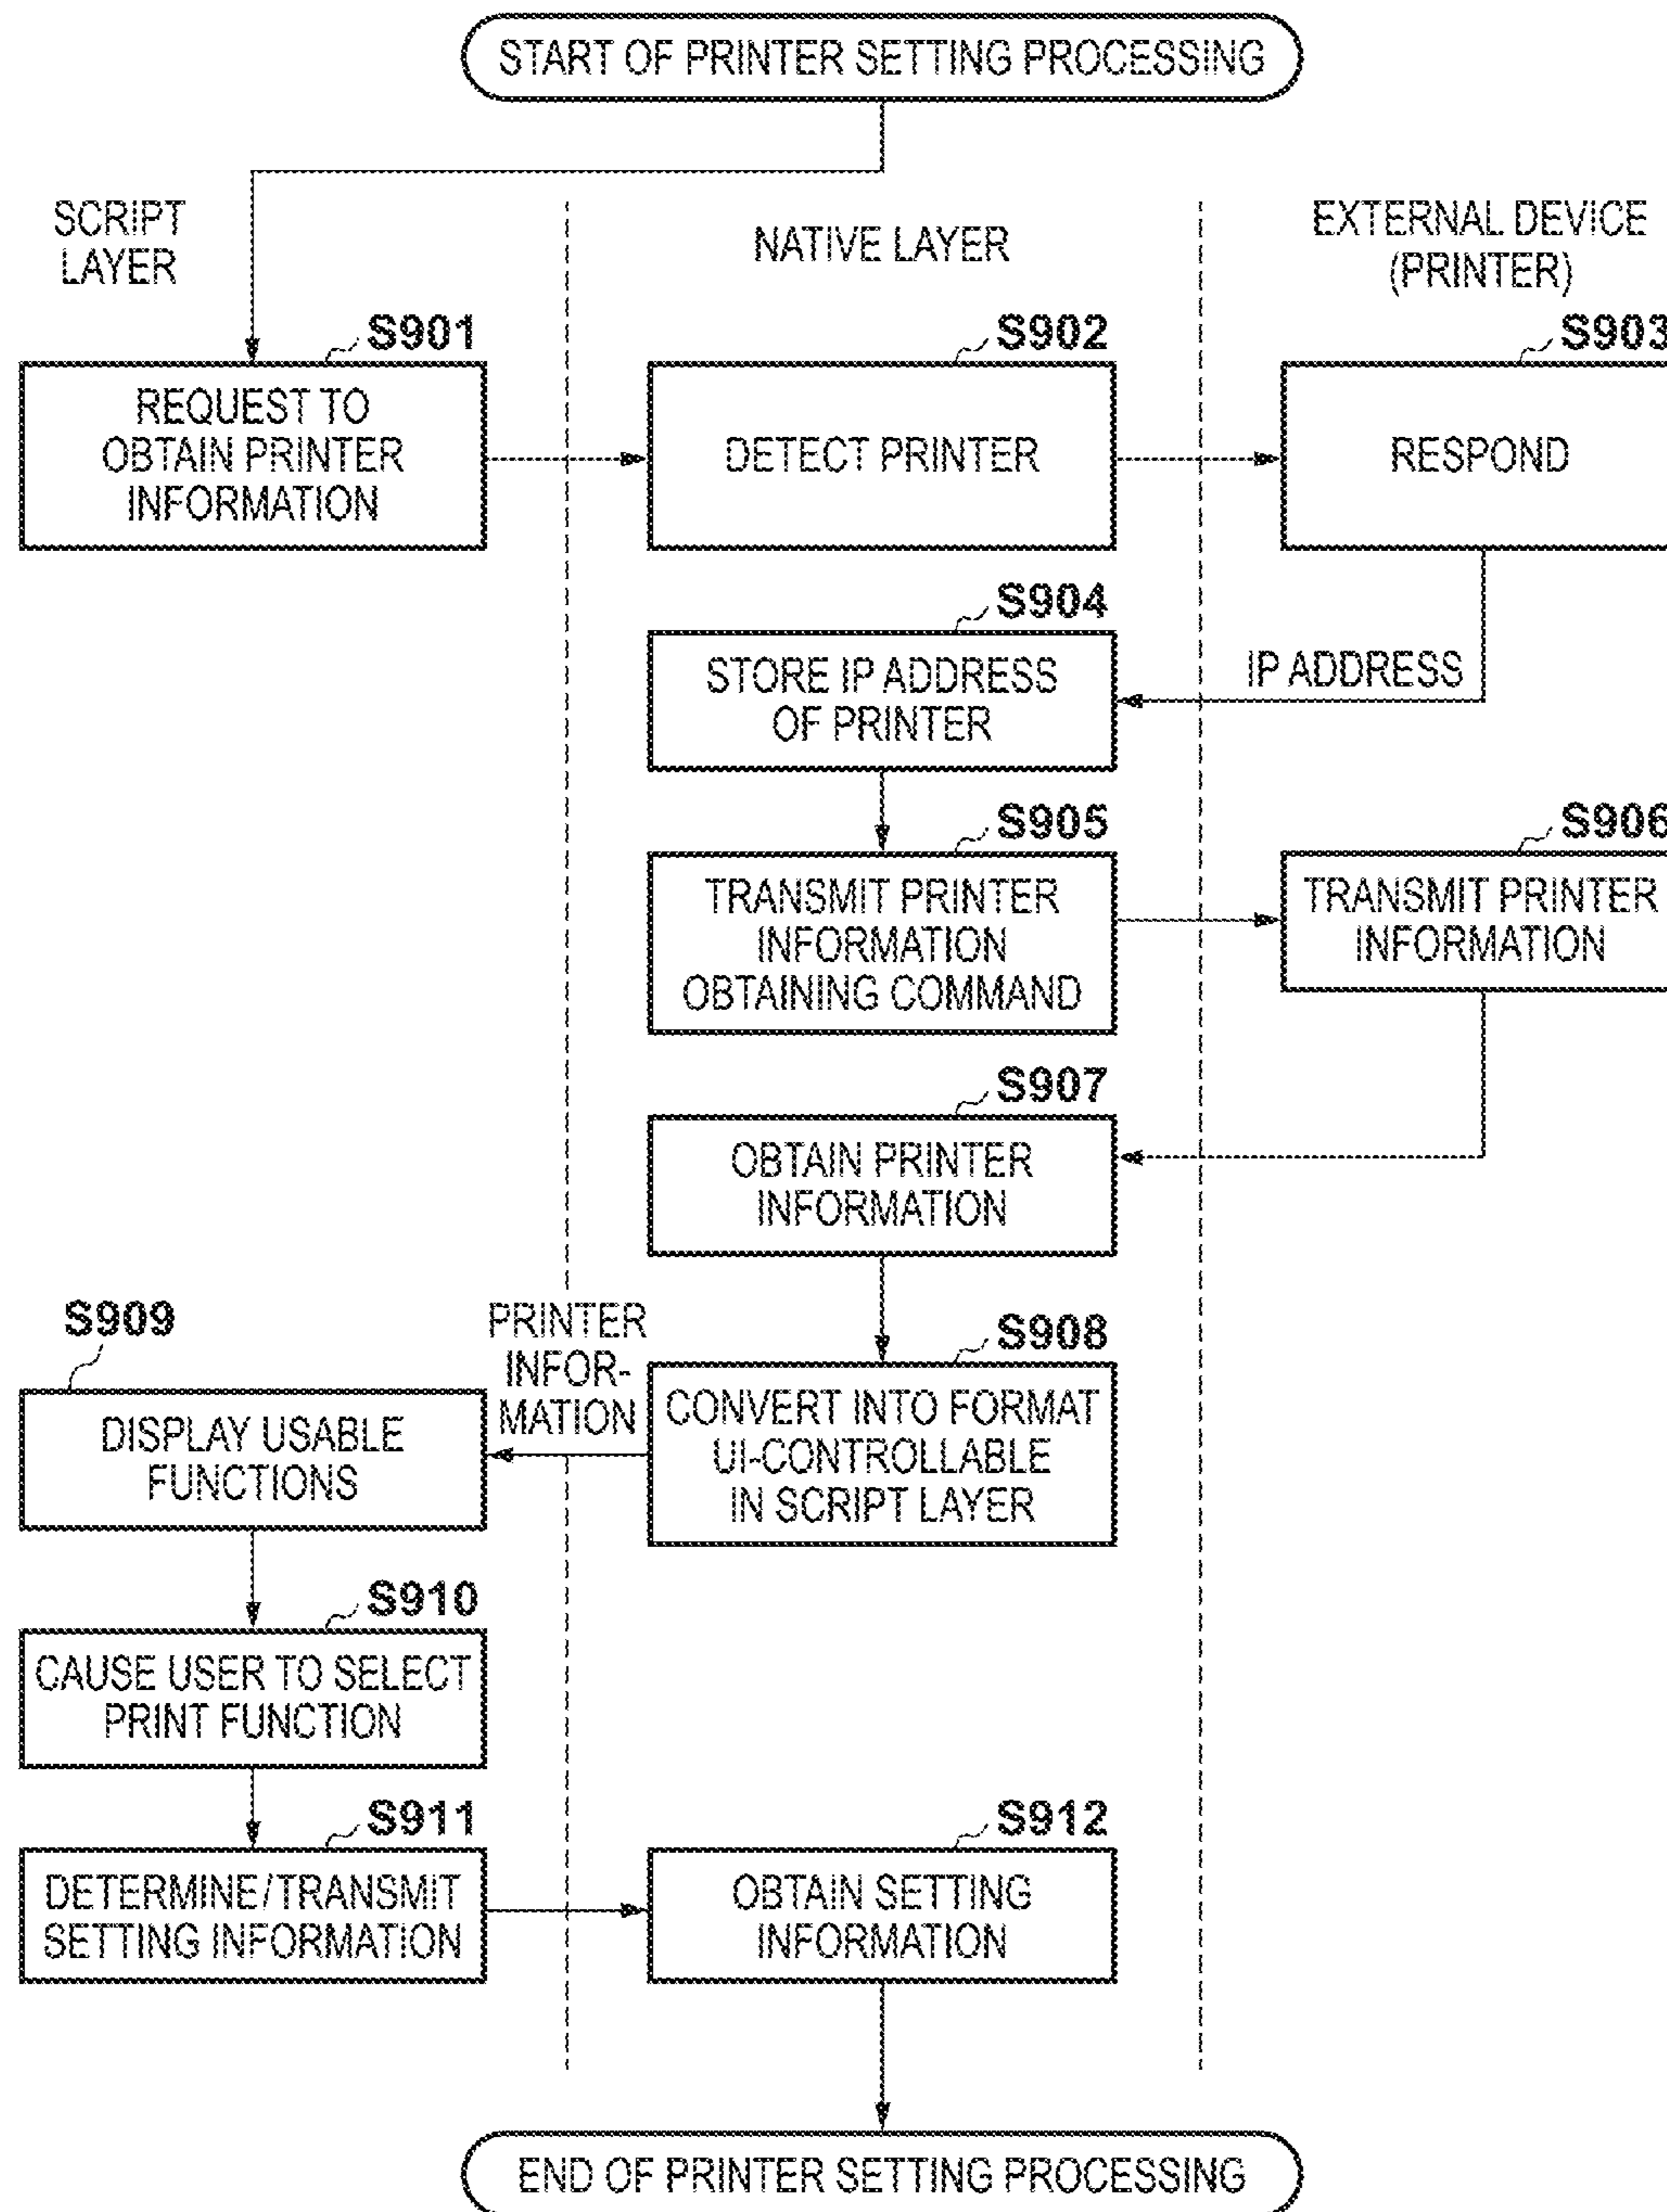 START OF PRINTER SETTING PROCESSING
SCRIPT
LAYER
NATIVE LAYER
EXTERNAL DEVICE
(PRINTER)
S901
REQUEST TO
OBTAIN PRINTER
INFORMATION
S902
DETECT PRINTER
S903
RESPOND
S904
STORE IP ADDRESS
OF PRINTER
IP ADDRESS
S905
TRANSMIT PRINTER
INFORMATION
OBTAINING COMMAND
S906
TRANSMIT PRINTER
INFORMATION
S907
OBTAIN PRINTER
INFORMATION
S908
CONVERT INTO FORMAT
UI-CONTROLLABLE
IN SCRIPT LAYER
PRINTER
INFOR-
MATION
S909
DISPLAY USABLE
FUNCTIONS
S910
CAUSE USER TO SELECT
PRINT FUNCTION
S911
DETERMINE/TRANSMIT
SETTING INFORMATION
S912
OBTAIN SETTING
INFORMATION
END OF PRINTER SETTING PROCESSING